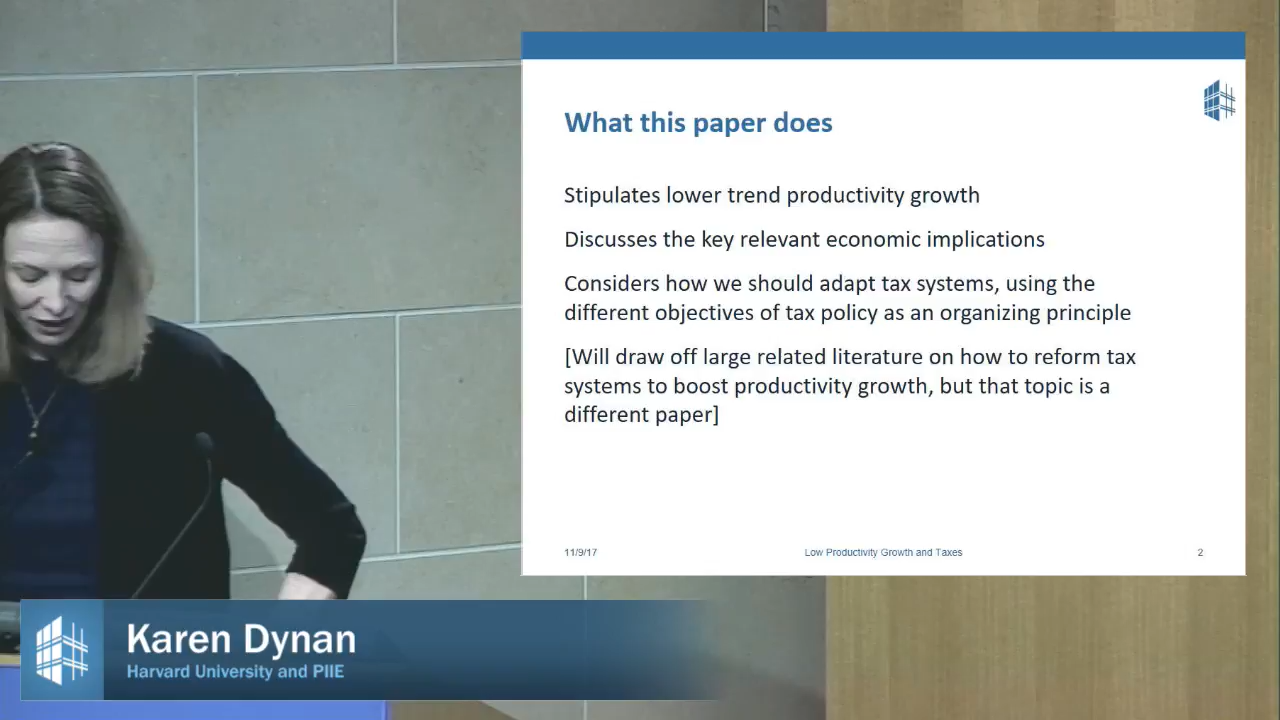 What this paper does
Stipulates lower trend productivity growth
Discusses the key relevant economic implications
Considers how we should adapt tax systems, using the
different objectives of tax policy as an organizing principle
[Will draw off large related literature on how to reform tax
systems to boost productivity growth, but that topic is a
different paper]
11/9/17
Low Productivity Growth and Taxes
2
Karen Dynan
Harvard University and PIIE